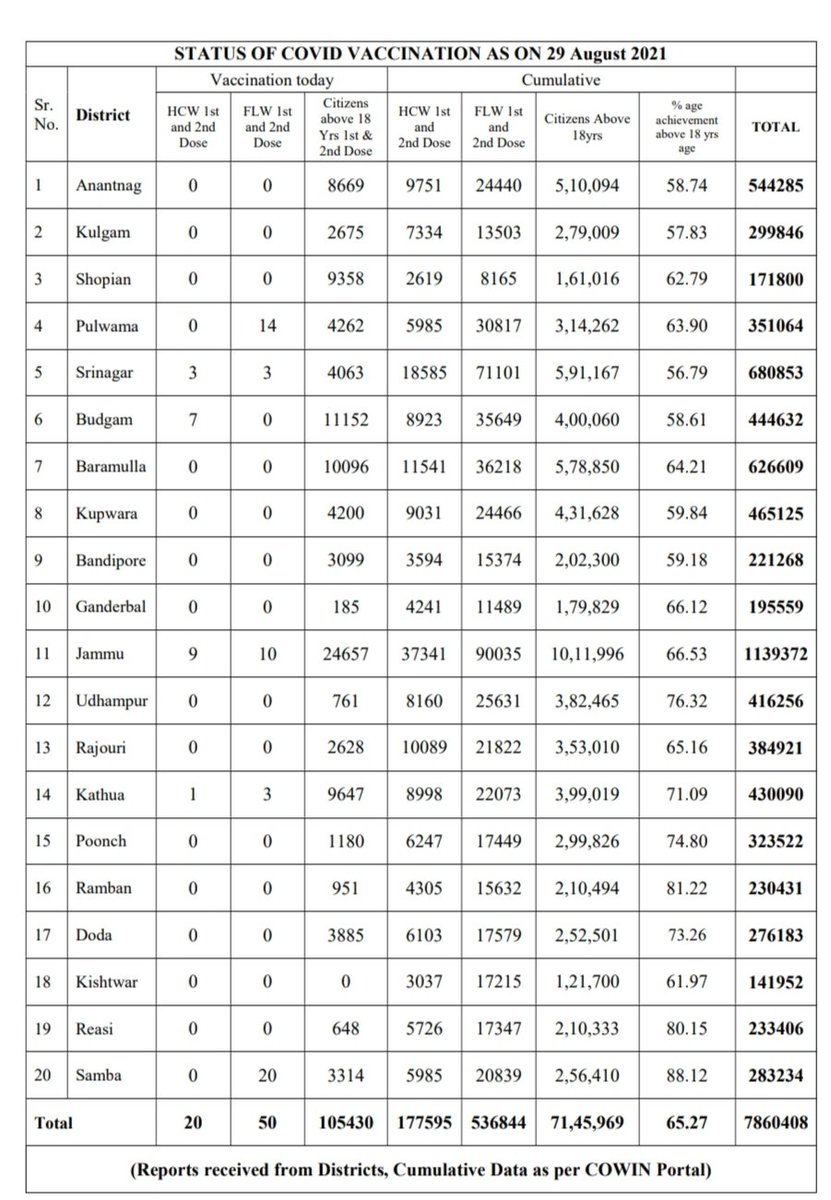 STATUS OF COVID VACCINATION AS ON 29 August 2021
Vaccination today Cumulative
Sr. No. District HCW 1st and 2nd Dose FLW 1st and 2nd Dose Citizens above 18 Yrs 1st & 2nd Dose HCW 1st and 2nd Dose FLW 1st and 2nd Dose Citizens Above 18yrs % age achievement above 18 yrs age TOTAL
1 Anantnag 0 0 8669 9751 24440 5,10,094 58.74 544285
2 Kulgam 0 0 2675 7334 13503 2,79,009 57.83 299846
3 Shopian 0 0 9358 2619 8165 1,61,016 62.79 171800
4 Pulwama 0 14 4262 5985 30817 3,14,262 63.90 351064
5 Srinagar 3 3 4063 18585 71101 5,91,167 56.79 680853
6 Budgam 7 0 11152 8923 35649 4,00,060 58.61 444632
7 Baramulla 0 0 10096 11541 36218 5,78,850 64.21 626609
8 Kupwara 0 0 4200 9031 24466 4,31,628 59.84 465125
9 Bandipore 0 0 3099 3594 15374 2,02,300 59.18 221268
10 Ganderbal 0 0 185 4241 11489 1,79,829 66.12 195559
11 Jammu 9 10 24657 37341 90035 10,11,996 66.53 1139372
12 Udhampur 0 0 761 8160 25631 3,82,465 76.32 416256
13 Rajouri 0 0 2628 10089 21822 3,53,010 65.16 384921
14 Kathua 1 3 9647 8998 22073 3,99,019 71.09 430090
15 Poonch 0 0 1180 6247 17449 2,99,826 74.80 323522
16 Ramban 0 0 951 4305 15632 2,10,494 81.22 230431
17 Doda 0 0 3885 6103 17579 2,52,501 73.26 276183
18 Kishtwar 0 0 0 3037 17215 1,21,700 61.97 141952
19 Reasi 0 0 648 5726 17347 2,10,333 80.15 233406
20 Samba 0 20 3314 5985 20839 2,56,410 88.12 283234
Total 20 50 105430 177595 536844 71,45,969 65.27 7860408
(Reports received from Districts, Cumulative Data as per COWIN Portal)